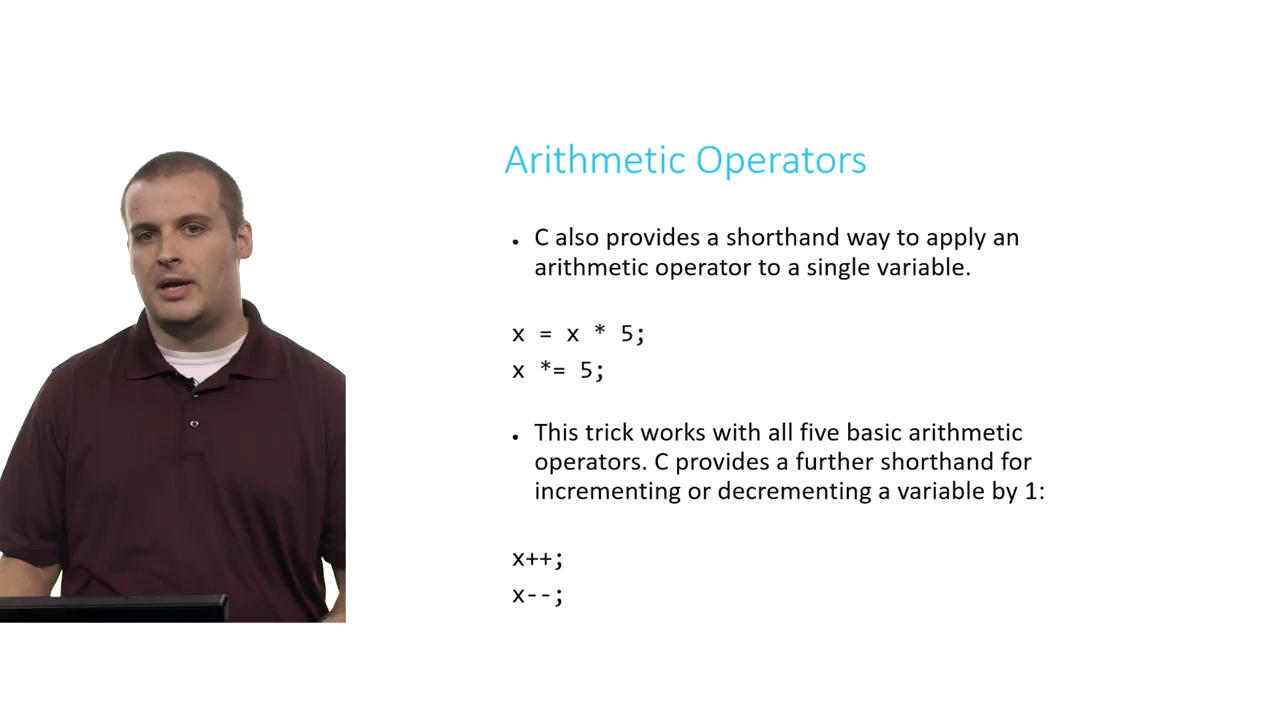 Arithmetic Operators
• C also provides a shorthand way to apply an
arithmetic operator to a single variable.
x = x * 5;
x *= 5;
• This trick works with all five basic arithmetic
operators. C provides a further shorthand for
incrementing or decrementing a variable by 1:
x++;
x--;